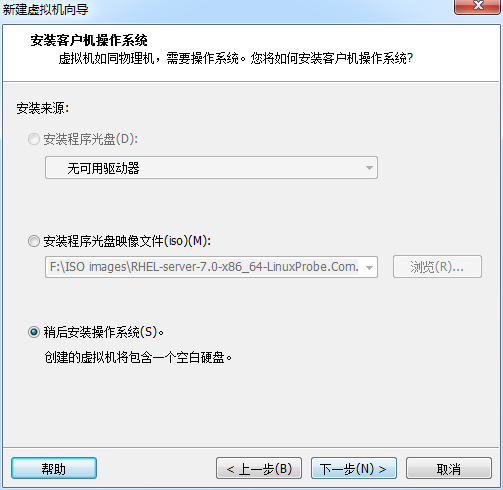 新建虚拟机向导
安装客户机操作系统
虚拟机如同物理机，需要操作系统。您将如何安装客户机操作系统?
安装来源:
安装程序光盘(D):
无可用驱动器
安装程序光盘映像文件(iso)(M):
F:\ISO images\RHEL-server-7.0-x86_64-LinuxProbe.Com.
浏览(R)...
稍后安装操作系统(S)。
创建的虚拟机将包含一个空白硬盘。
帮助
< 上一步(B)
下一步(N) >
取消